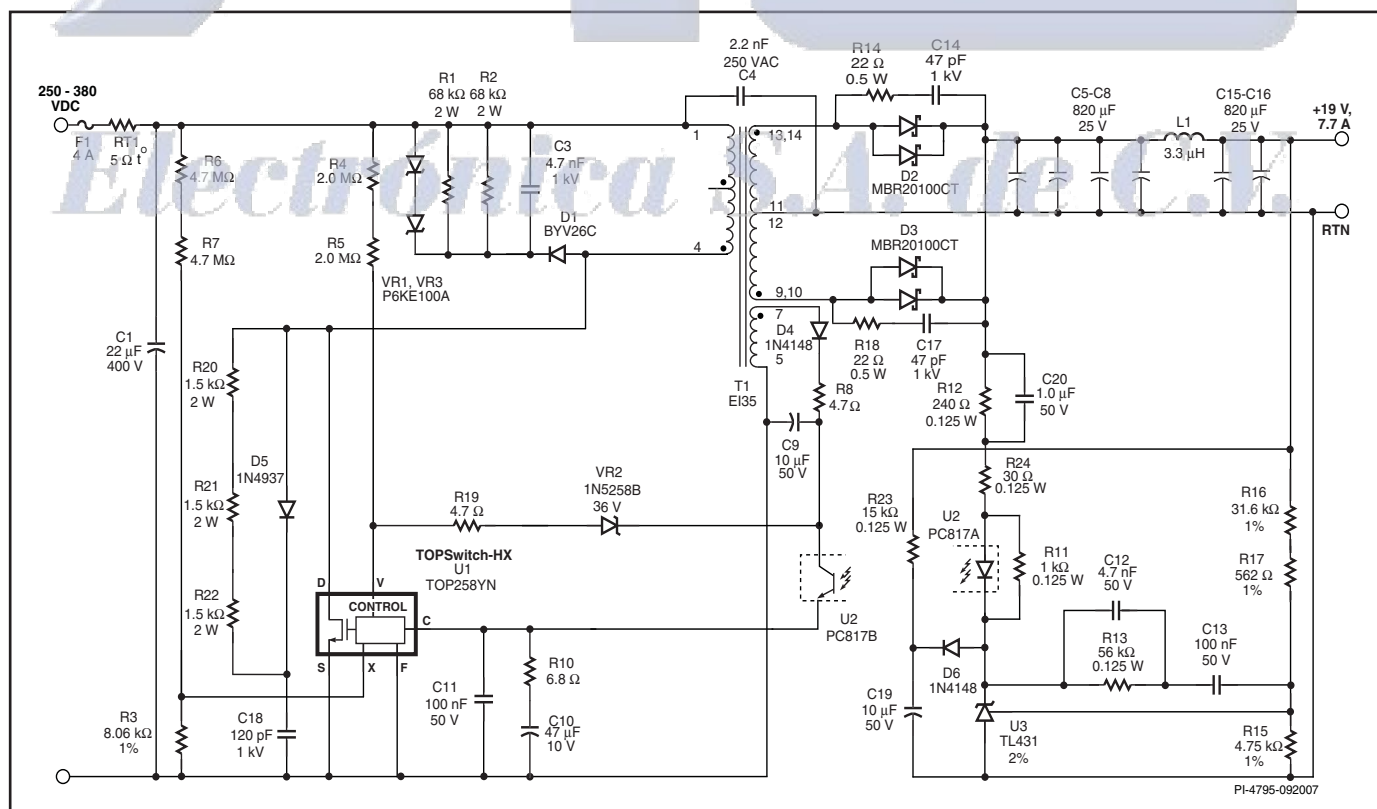 2.2 nF
250 VAC
C4
R14
22 Ω
0.5 W
C14
47 pF
1 kV
250 - 380
VDC
F1
4 A
RT1
5 Ω
t°
R1
68 kΩ
2 W
R2
68 kΩ
2 W
C5-C8
820 µF
25 V
C15-C16
820 µF
25 V
L1
3.3 µH
+19 V,
7.7 A
Electrónica S.A. de C.V.
R6
4.7 MΩ
R4
2.0 MΩ
C3
4.7 nF
1 kV
D1
BYV26C
1
13,14
D2
MBR20100CT
11
12
4
RTN
R7
4.7 MΩ
R5
2.0 MΩ
VR1, VR3
P6KE100A
D3
MBR20100CT
9,10
7
D4
1N4148
5
R18
22 Ω
0.5 W
C17
47 pF
1 kV
C1
22 µF
400 V
R20
1.5 kΩ
2 W
T1
EI35
R8
4.7 Ω
R12
240 Ω
0.125 W
C20
1.0 µF
50 V
C9
10 µF
50 V
D5
1N4937
R21
1.5 kΩ
2 W
R19
4.7 Ω
VR2
1N5258B
36 V
R23
15 kΩ
0.125 W
R24
30 Ω
0.125 W
R16
31.6 kΩ
1%
U2
PC817A
R11
1 kΩ
0.125 W
R17
562 Ω
1%
TOPSwitch-HX
U1
TOP258YN
R22
1.5 kΩ
2 W
D
V
CONTROL
C
S
X
F
U2
PC817B
C12
4.7 nF
50 V
R13
56 kΩ
0.125 W
C13
100 nF
50 V
D6
1N4148
R10
6.8 Ω
C11
100 nF
50 V
C10
47 µF
10 V
C19
10 µF
50 V
R3
8.06 kΩ
1%
C18
120 pF
1 kV
U3
TL431
2%
R15
4.75 kΩ
1%
PI-4795-092007